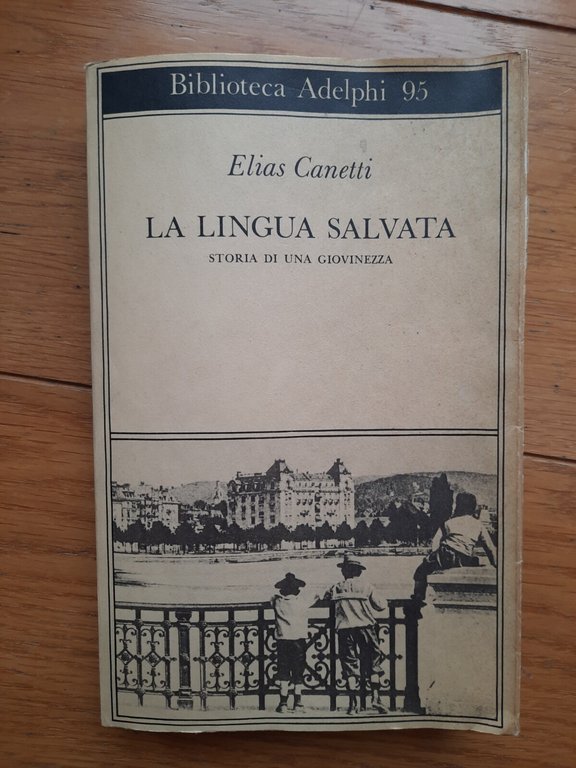 Biblioteca Adelphi 95
Elias Canetti
LA LINGUA SALVATA
STORIA DI UNA GIOVINEZZA